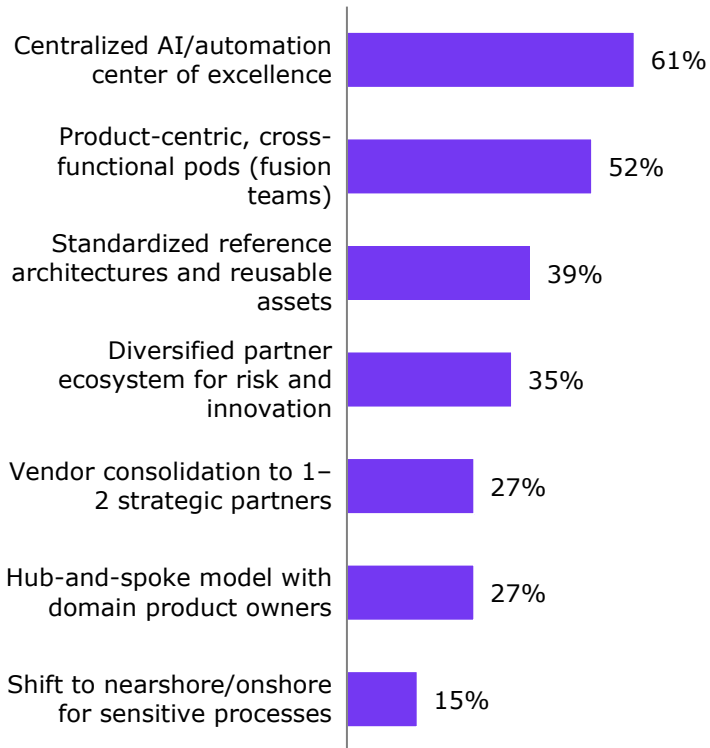 Centralized AI/automation
center of excellence
61%
Product-centric, cross-
functional pods (fusion
teams)
52%
Standardized reference
architectures and reusable
assets
39%
Diversified partner
ecosystem for risk and
innovation
35%
Vendor consolidation to 1–
2 strategic partners
27%
Hub-and-spoke model with
domain product owners
27%
Shift to nearshore/onshore
for sensitive processes
15%